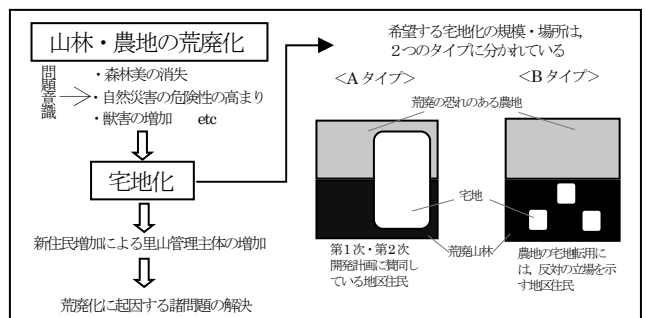 山林・農地の荒廃化
問題意識
・森林美の消失
・自然災害の危険性の高まり
・獣害の増加 etc
宅地化
新住民増加による里山管理主体の増加
荒廃化に起因する諸問題の解決
希望する宅地化の規模・場所は,
2つのタイプに分かれている
<Aタイプ>
<Bタイプ>
荒廃の恐れのある農地
宅地
荒廃山林
第1次・第2次
開発計画に賛同し
ている地区住民
農地の宅地転用に
は, 反対の立場を示
す地区住民